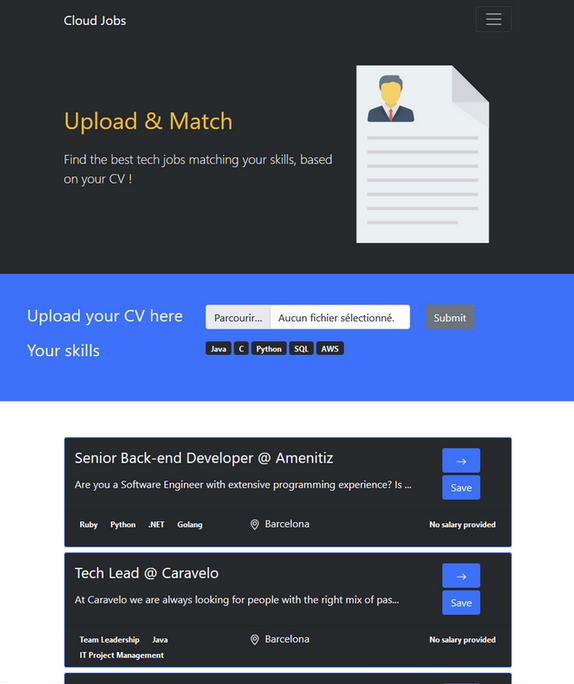 Cloud Jobs
Upload & Match
Find the best tech jobs matching your skills, based
on your CV !
Upload your CV here
Parcourir... Aucun fichier sélectionné.
Submit
Your skills
Java C Python SQL AWS
Senior Back-end Developer @ Amenitiz
Are you a Software Engineer with extensive programming experience? Is ...
→
Save
Ruby Python .NET Golang
Barcelona
No salary provided
Tech Lead @ Caravelo
At Caravelo we are always looking for people with the right mix of pas...
→
Save
Team Leadership Java
IT Project Management
Barcelona
No salary provided